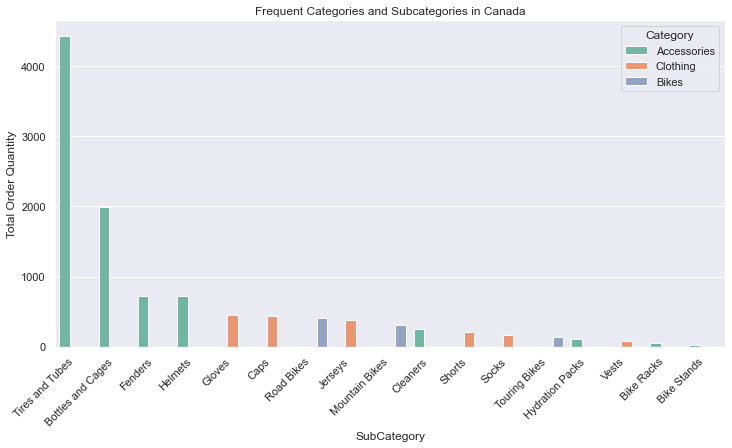 Frequent Categories and Subcategories in Canada
Category
Accessories
Clothing
Bikes
Total Order Quantity
4000
3000
2000
1000
0
Tires and Tubes
Bottles and Cages
Fenders
Helmets
Gloves
Caps
Road Bikes
Jerseys
Mountain Bikes
Cleaners
Shorts
Socks
Touring Bikes
Hydration Packs
Vests
Bike Racks
Bike Stands
SubCategory